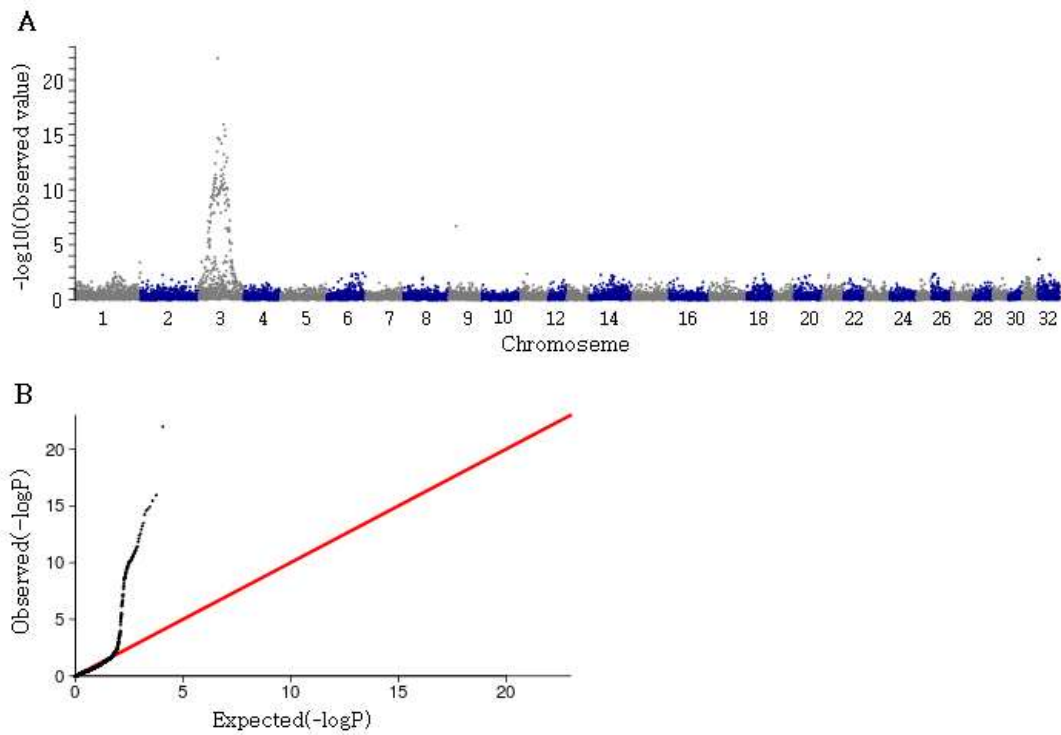 A
20
15
10
5
0
-log10(Observed value)
1 2 3 4 5 6 7 8 9 10 12 14 16 18 20 22 24 26 28 30 32
Chromoseme
B
20
15
10
5
0
Observed(-logP)
0 5 10 15 20
Expected(-logP)